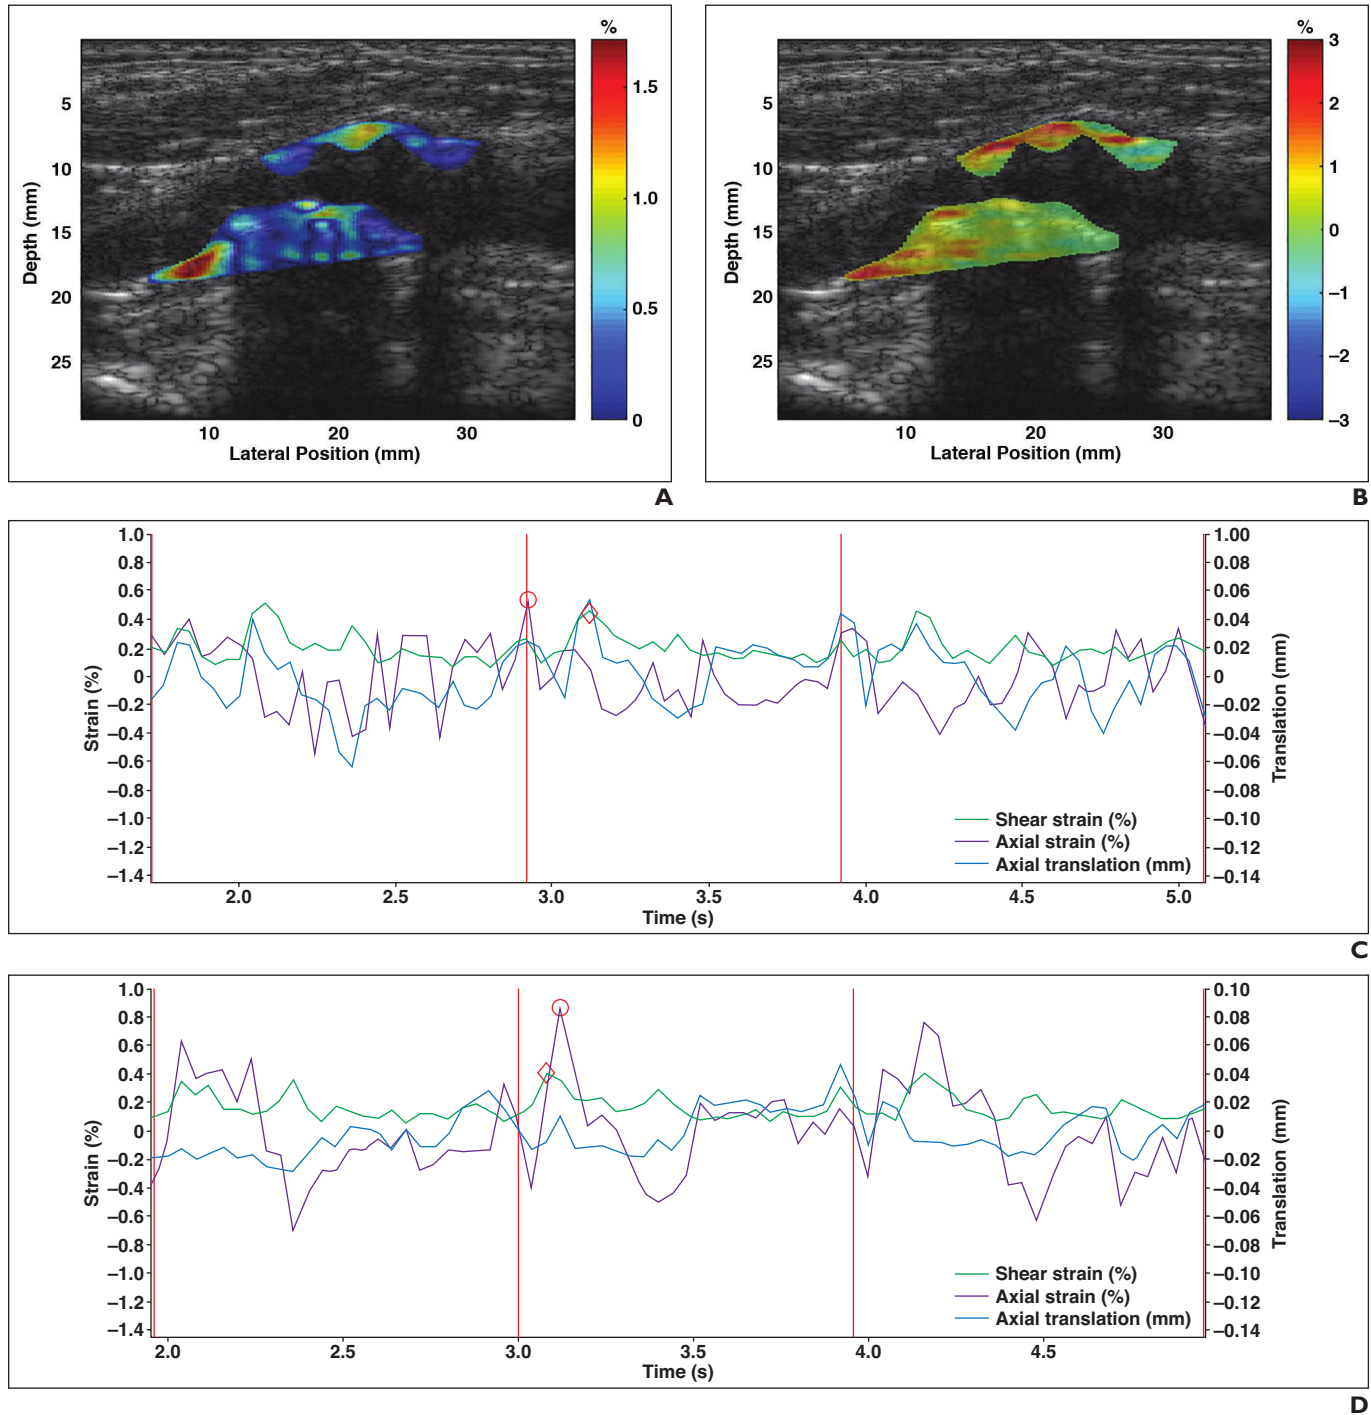 %
1.5
1.0
0.5
0
5
10
15
20
25
Depth (mm)
10 20 30
Lateral Position (mm)
A
%
3
2
1
0
–1
–2
–3
5
10
15
20
25
Depth (mm)
10 20 30
Lateral Position (mm)
B
1.0 1.00
0.8 0.08
0.6 0.06
0.4 0.04
0.2 0.02
0 0
–0.2 –0.02
–0.4 –0.04
–0.6 –0.06
–0.8 –0.08
–1.0 –0.10
–1.2 –0.12
–1.4 –0.14
Strain (%)
Translation (mm)
Shear strain (%)
Axial strain (%)
Axial translation (mm)
2.0 2.5 3.0 3.5 4.0 4.5 5.0
Time (s)
C
1.0 0.10
0.8 0.08
0.6 0.06
0.4 0.04
0.2 0.02
0 0
–0.2 –0.02
–0.4 –0.04
–0.6 –0.06
–0.8 –0.08
–1.0 –0.10
–1.2 –0.12
–1.4 –0.14
Strain (%)
Translation (mm)
Shear strain (%)
Axial strain (%)
Axial translation (mm)
2.0 2.5 3.0 3.5 4.0 4.5
Time (s)
D